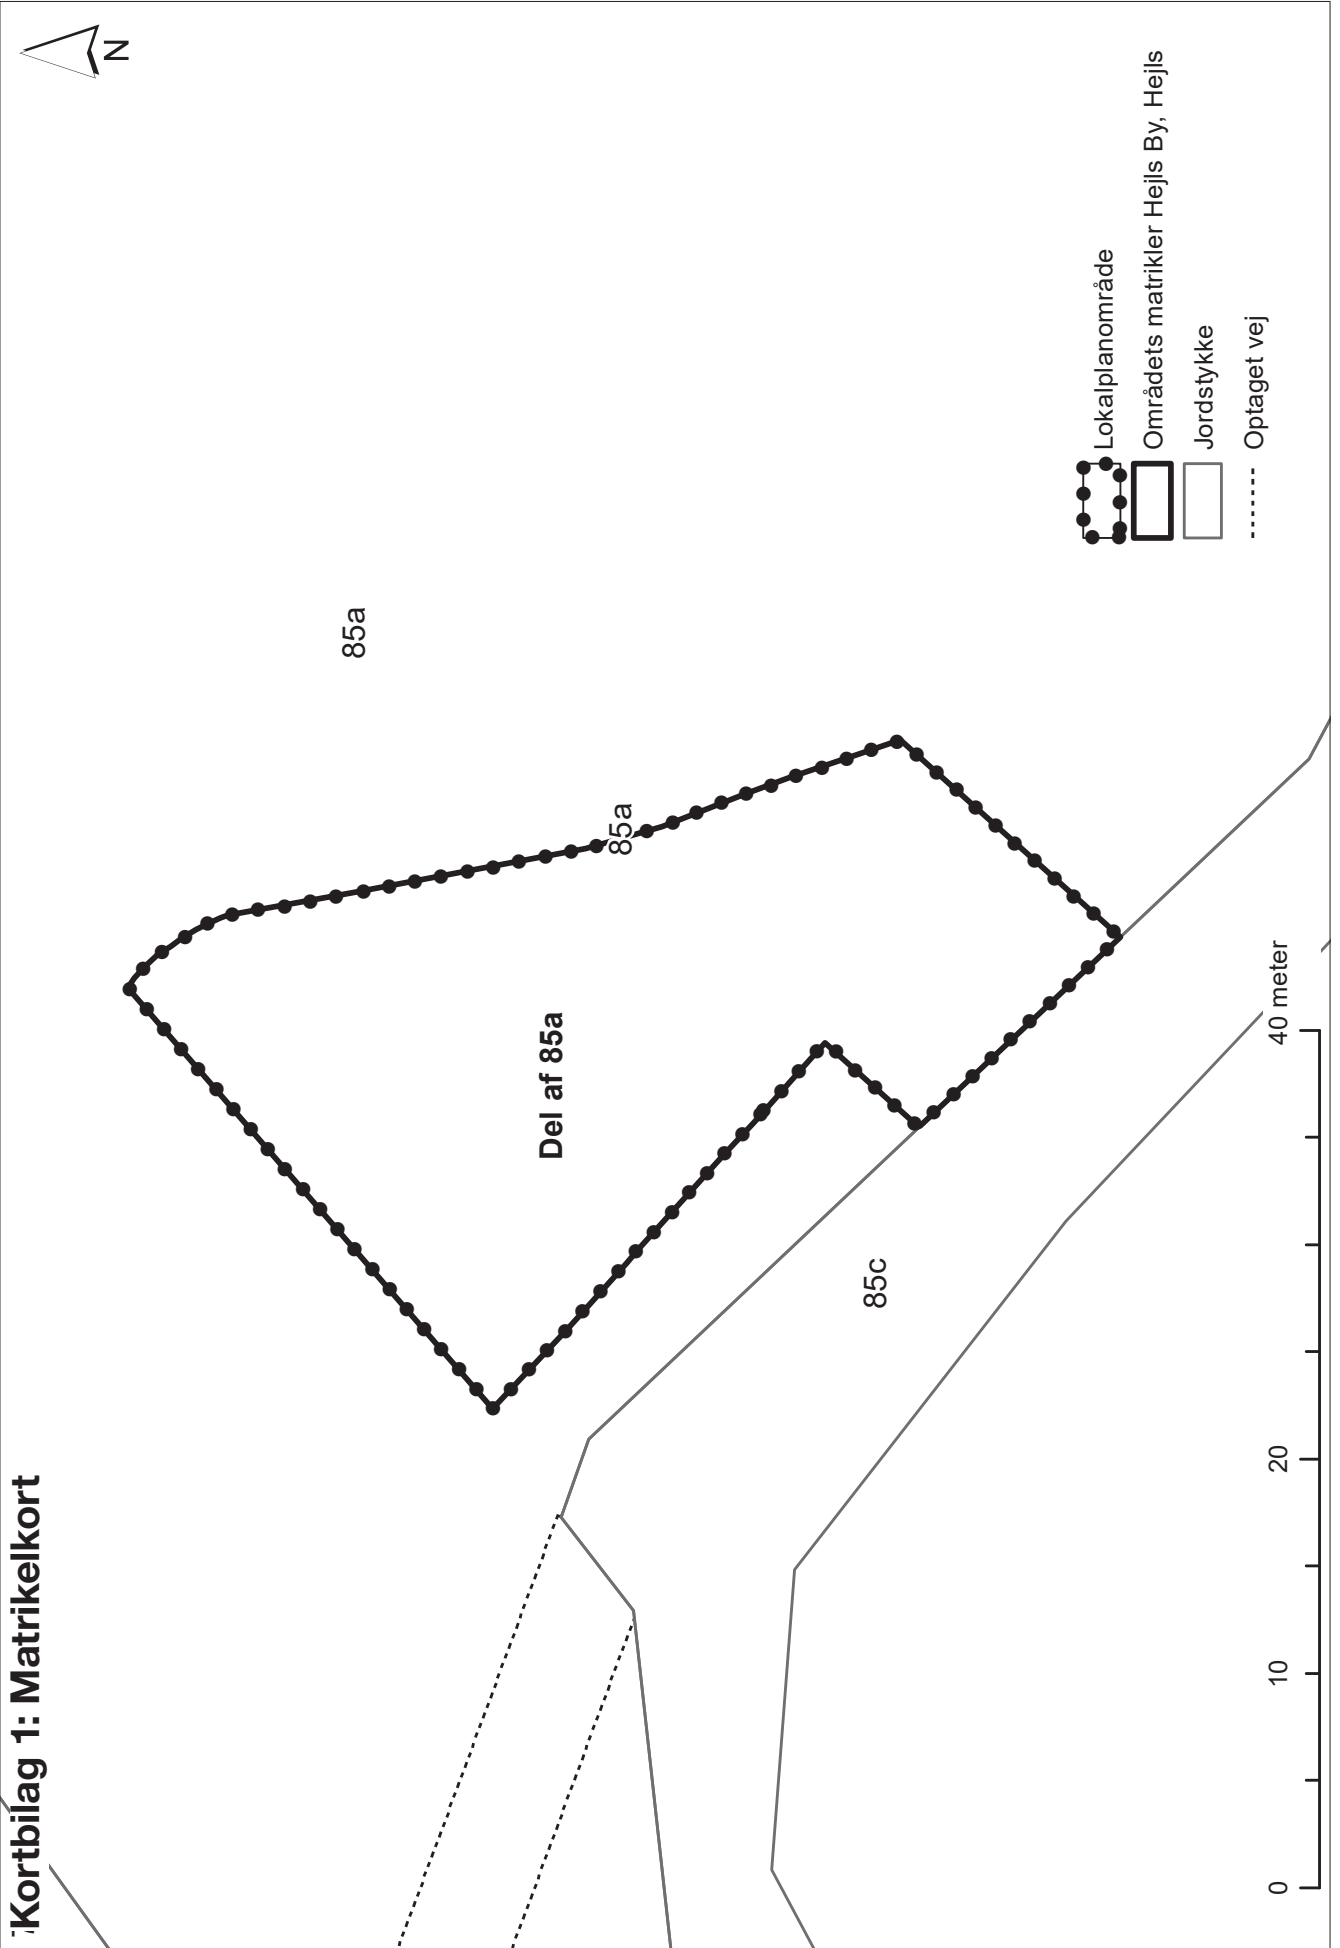 Kortbilag 1: Matrikelkort
N
85a
85a
Del af 85a
85c
Lokalplanområde
Områdets matrikler Hejls By, Hejls
Jordstykke
Optaget vej
0 10 20 40 meter